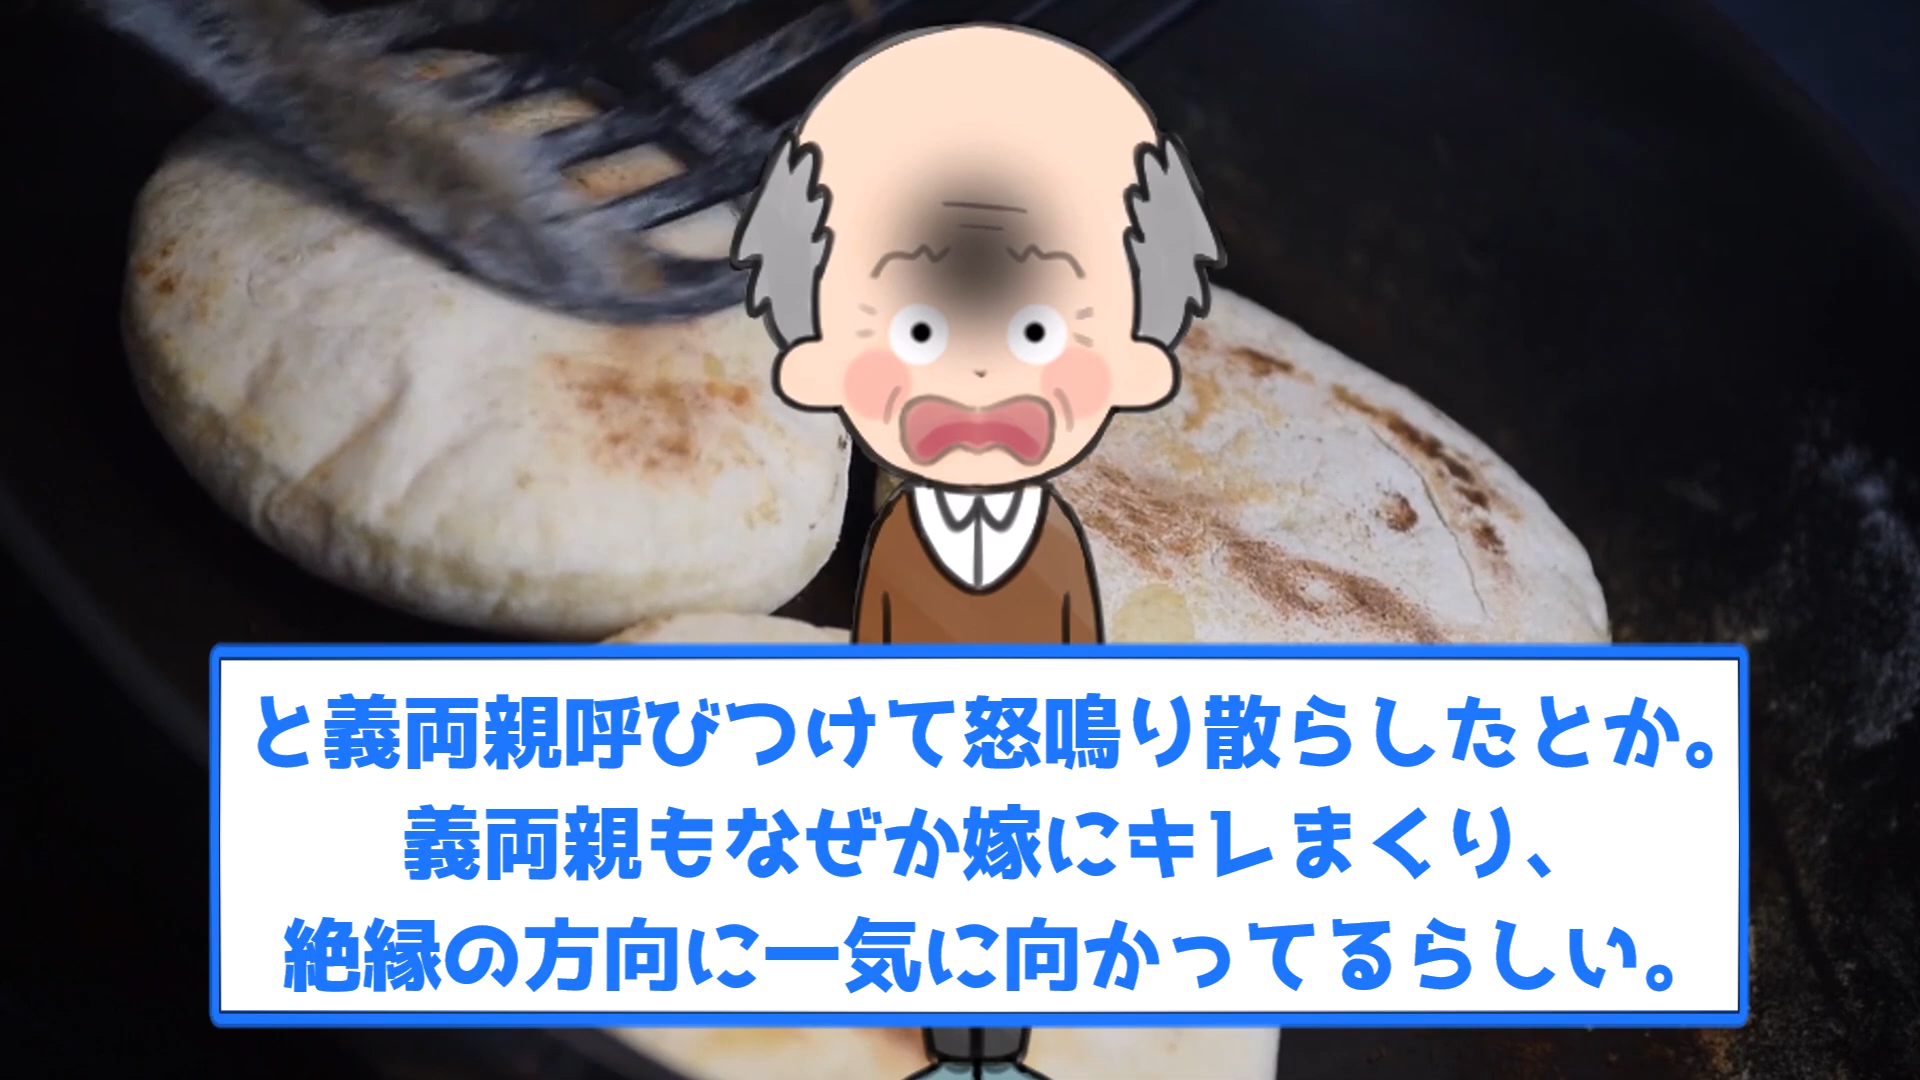 と義両親呼びつけて怒鳴り散らしたとか。
義両親もなぜか嫁にキレまくり、
絶縁の方向に一気に向かってるらしい。